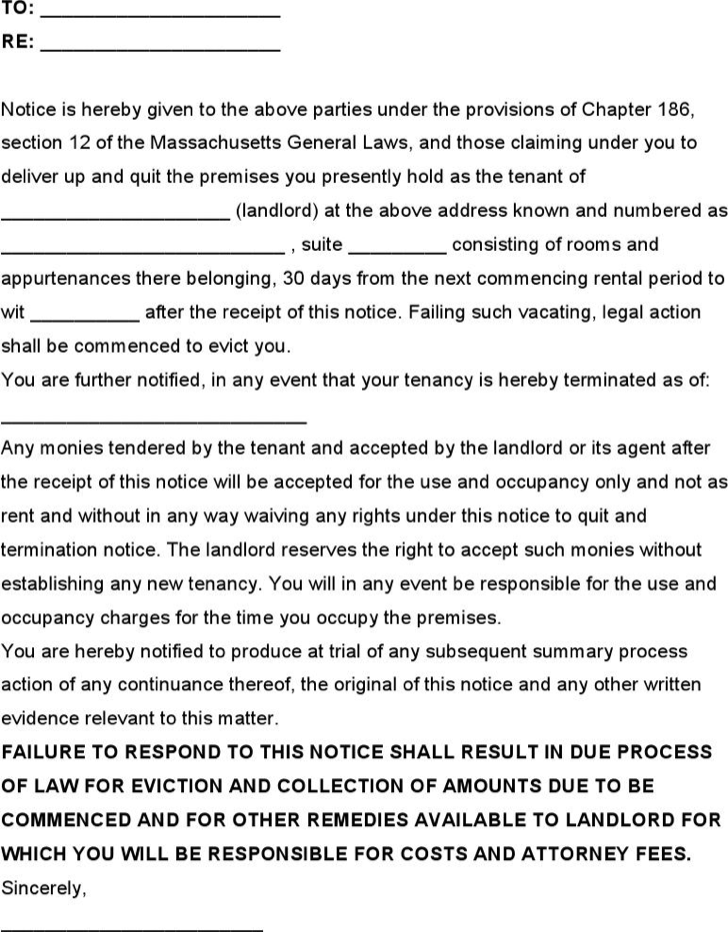 TO: ______________________
RE: ______________________
Notice is hereby given to the above parties under the provisions of Chapter 186,
section 12 of the Massachusetts General Laws, and those claiming under you to
deliver up and quit the premises you presently hold as the tenant of
_____________________ (landlord) at the above address known and numbered as
__________________________ , suite _________ consisting of rooms and
appurtenances there belonging, 30 days from the next commencing rental period to
wit __________ after the receipt of this notice. Failing such vacating, legal action
shall be commenced to evict you.
You are further notified, in any event that your tenancy is hereby terminated as of:
____________________________
Any monies tendered by the tenant and accepted by the landlord or its agent after
the receipt of this notice will be accepted for the use and occupancy only and not as
rent and without in any way waiving any rights under this notice to quit and
termination notice. The landlord reserves the right to accept such monies without
establishing any new tenancy. You will in any event be responsible for the use and
occupancy charges for the time you occupy the premises.
You are hereby notified to produce at trial of any subsequent summary process
action of any continuance thereof, the original of this notice and any other written
evidence relevant to this matter.
FAILURE TO RESPOND TO THIS NOTICE SHALL RESULT IN DUE PROCESS
OF LAW FOR EVICTION AND COLLECTION OF AMOUNTS DUE TO BE
COMMENCED AND FOR OTHER REMEDIES AVAILABLE TO LANDLORD FOR
WHICH YOU WILL BE RESPONSIBLE FOR COSTS AND ATTORNEY FEES.
Sincerely,
________________________